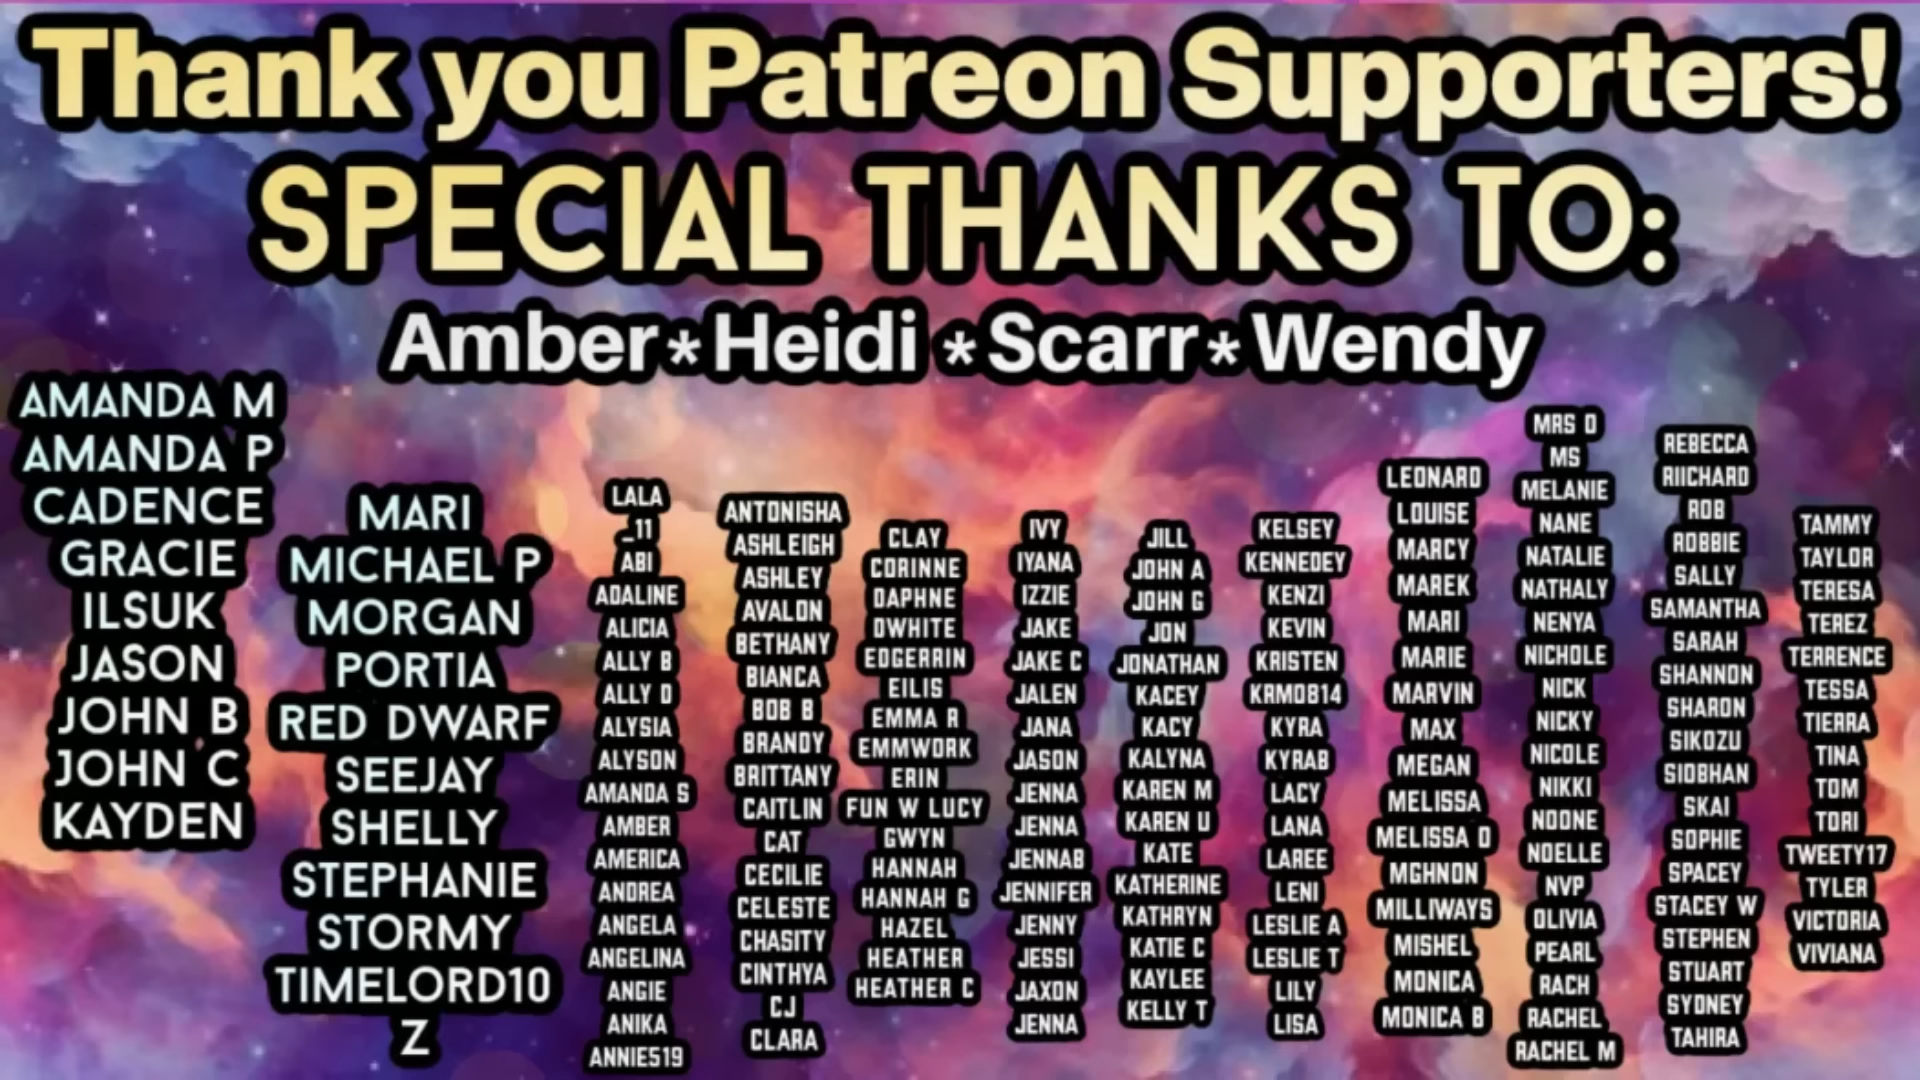 Thank you Patreon Supporters!
SPECIAL THANKS TO:
Amber*Heidi *Scarr*Wendy
AMANDA M
AMANDA P
CADENCE
GRACIE
ILSUK
JASON
JOHN B
JOHN C
KAYDEN
MARI
MICHAEL P
MORGAN
PORTIA
RED DWARF
SEEJAY
SHELLY
STEPHANIE
STORMY
TIMELORD10
Z
LALA
_11
ABI
ADALINE
ALICIA
ALLY B
ALLY D
ALYSIA
ALYSON
AMANDA S
AMBER
AMERICA
ANDREA
ANGELA
ANGELINA
ANGIE
ANIKA
ANNIE519
ANTONISHA
ASHLEIGH
ASHLEY
AVALON
BETHANY
BIANCA
BOB B
BRANDY
BRITTANY
CAITLIN
CAT
CECILIE
CELESTE
CHASITY
CINTHYA
CJ
CLARA
CLAY
CORINNE
DAPHNE
DWHITE
EDGERRIN
EILIS
EMMA R
EMMWORK
ERIN
FUN W LUCY
GWYN
HANNAH
HANNAH G
HAZEL
HEATHER
HEATHER C
IVY
IYANA
IZZIE
JAKE
JAKE C
JALEN
JANA
JASON
JENNA
JENNA
JENNAB
JENNIFER
JENNY
JESSI
JAXON
JENNA
JILL
JOHN A
JOHN G
JON
JONATHAN
KACEY
KACY
KALYNA
KAREN M
KAREN U
KATE
KATHERINE
KATHRYN
KATIE C
KAYLEE
KELLY T
KELSEY
KENNEDEY
KENZI
KEVIN
KRISTEN
KRMO814
KYRA
KYRAB
LACY
LANA
LAREE
LENI
LESLIE A
LESLIE T
LILY
LISA
LEONARD
LOUISE
MARCY
MAREK
MARI
MARIE
MARVIN
MAX
MEGAN
MELISSA
MELISSA D
MGHNON
MILLIWAYS
MISHEL
MONICA
MONICA B
MRS D
MS
MELANIE
NANE
NATALIE
NATHALY
NENYA
NICHOLE
NICK
NICKY
NICOLE
NIKKI
NOONE
NOELLE
NVP
OLIVIA
PEARL
RACH
RACHEL
RACHEL M
REBECCA
RIICHARD
ROB
ROBBIE
SALLY
SAMANTHA
SARAH
SHANNON
SHARON
SIKOZU
SIOBHAN
SKAI
SOPHIE
SPACEY
STACEY W
STEPHEN
STUART
SYDNEY
TAHIRA
TAMMY
TAYLOR
TERESA
TEREZ
TERRENCE
TESSA
TIERRA
TINA
TOM
TORI
TWEETY17
TYLER
VICTORIA
VIVIANA